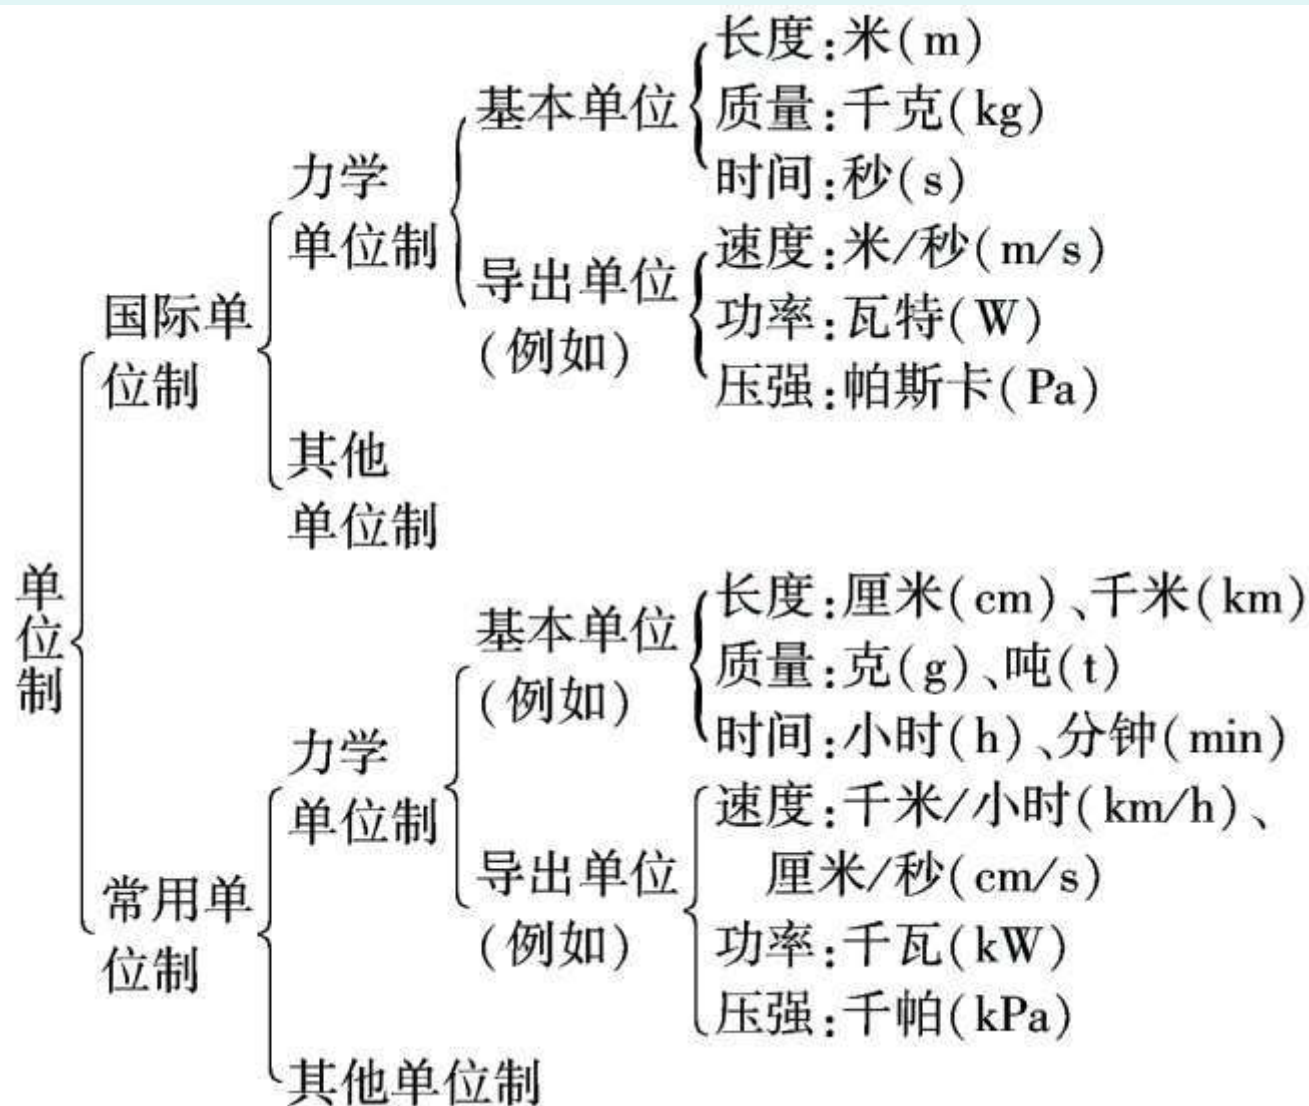 单位制
国际单
位制
力学
单位制
基本单位
长度:米(m)
质量:千克(kg)
时间:秒(s)
导出单位
(例如)
速度:米/秒(m/s)
功率:瓦特(W)
压强:帕斯卡(Pa)
其他
单位制
常用单
位制
力学
单位制
基本单位
(例如)
长度:厘米(cm)、千米(km)
质量:克(g)、吨(t)
时间:小时(h)、分钟(min)
导出单位
(例如)
速度:千米/小时(km/h)、
厘米/秒(cm/s)
功率:千瓦(kW)
压强:千帕(kPa)
其他单位制